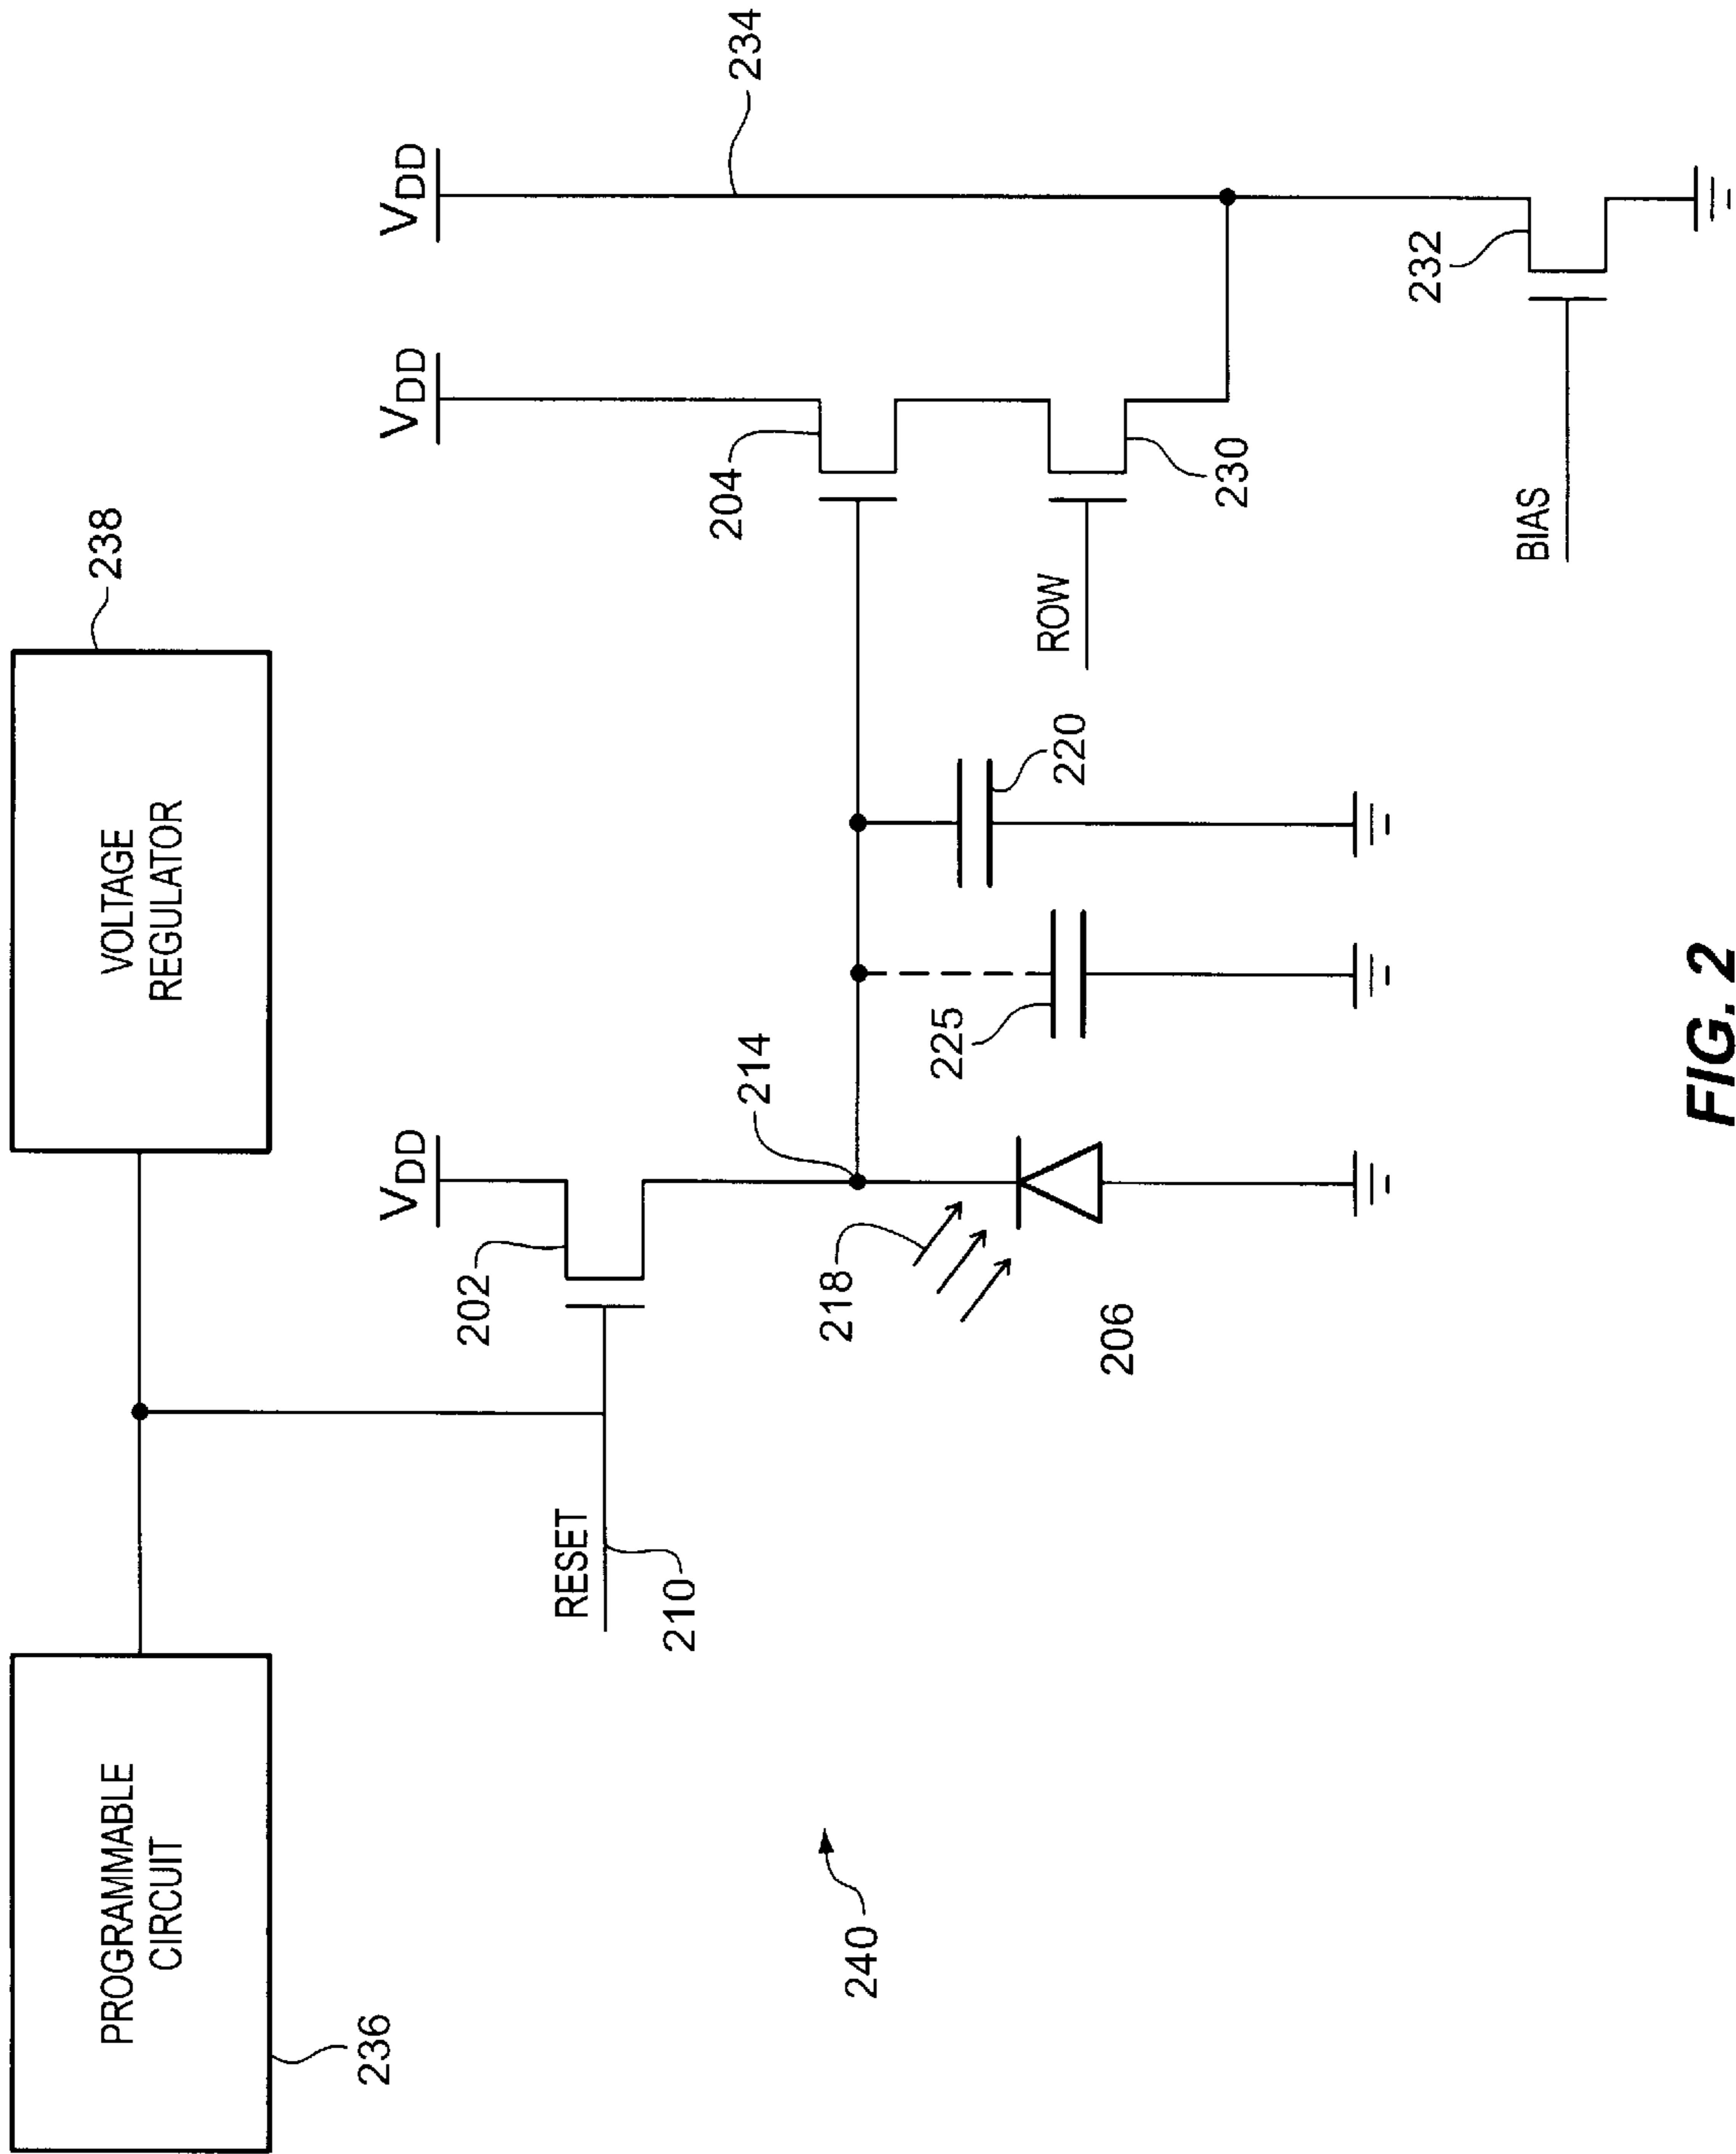 PROGRAMMABLE
CIRCUIT
236
VOLTAGE
REGULATOR
238
RESET
210
202
VDD
214
218
206
225
220
VDD
204
ROW
230
VDD
234
BIAS
232
240
FIG. 2